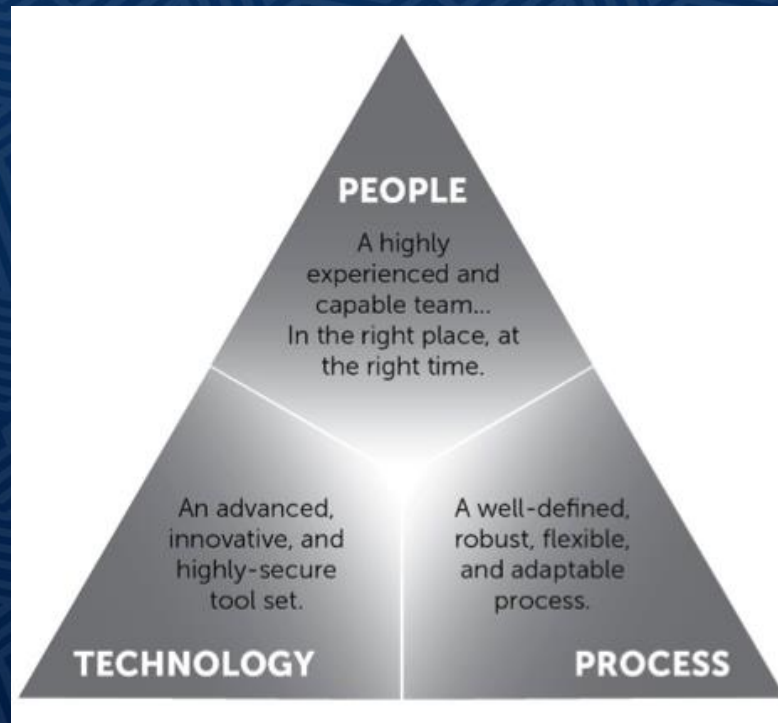 PEOPLE
A highly
experienced and
capable team...
In the right place, at
the right time.
An advanced,
innovative, and
highly-secure
tool set.
TECHNOLOGY
A well-defined,
robust, flexible,
and adaptable
process.
PROCESS